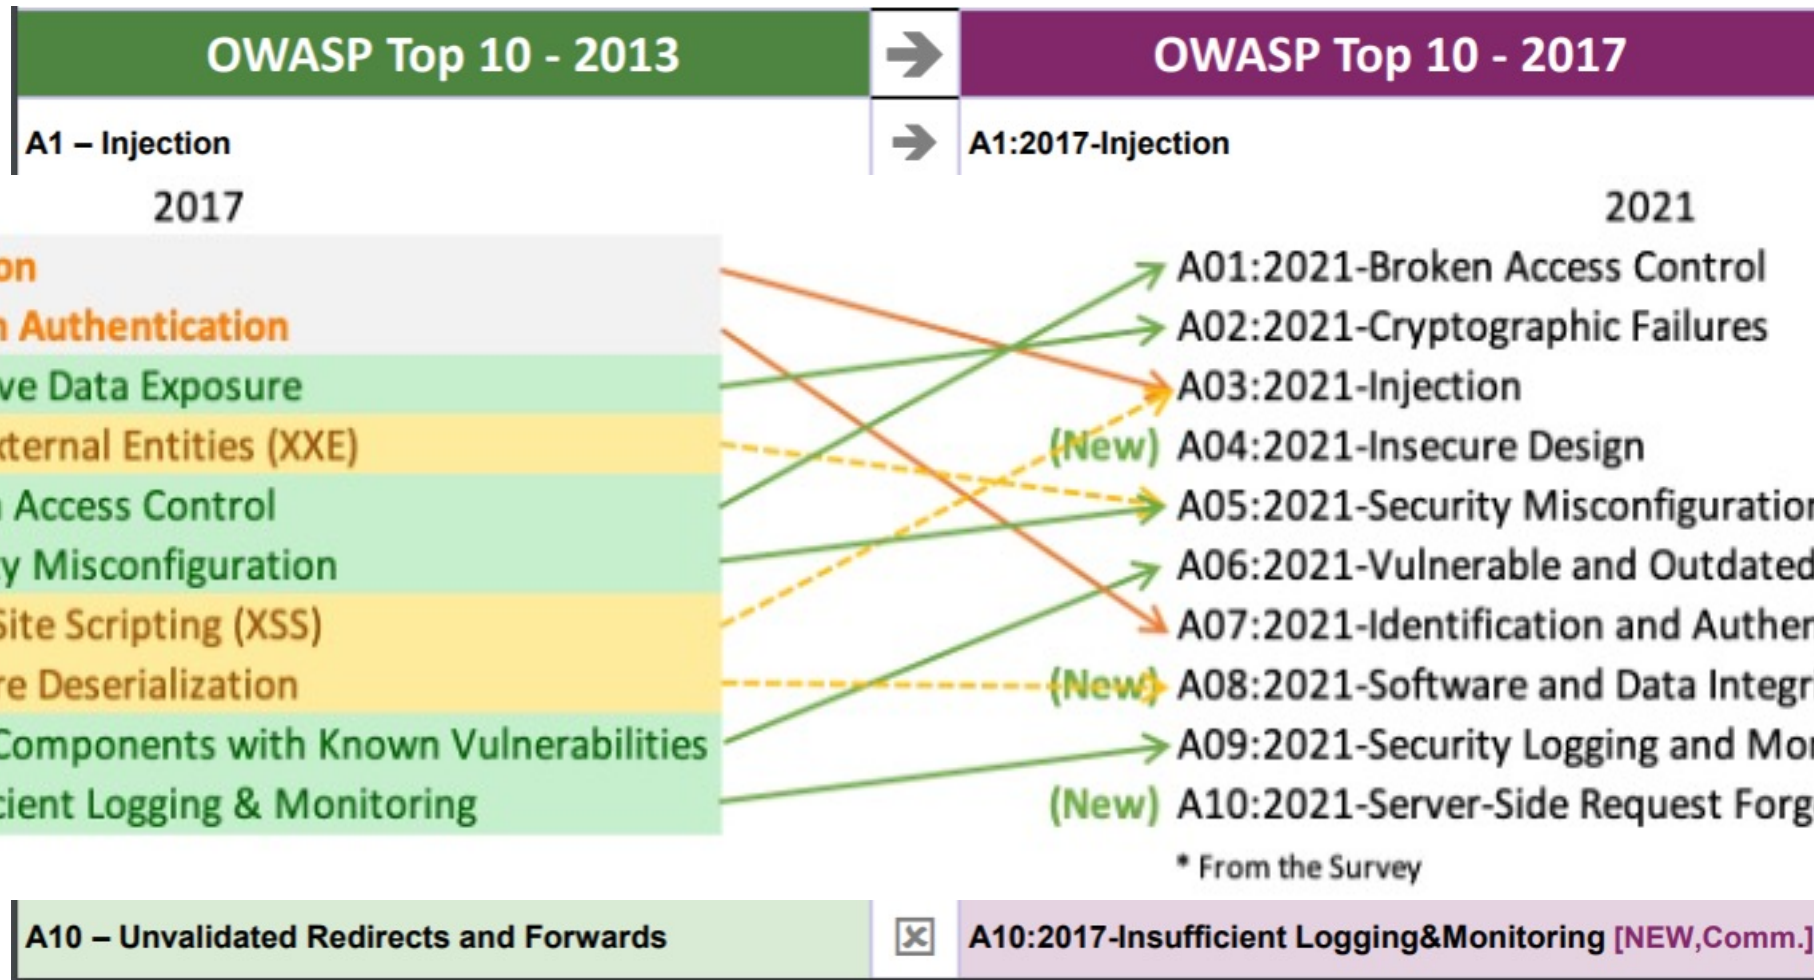 OWASP Top 10 - 2013 → OWASP Top 10 - 2017
A1 – Injection → A1:2017-Injection
2017 2021
on A01:2021-Broken Access Control
n Authentication A02:2021-Cryptographic Failures
ve Data Exposure A03:2021-Injection
xternal Entities (XXE) (New) A04:2021-Insecure Design
n Access Control A05:2021-Security Misconfiguration
y Misconfiguration A06:2021-Vulnerable and Outdated
Site Scripting (XSS) A07:2021-Identification and Authen
re Deserialization (New) A08:2021-Software and Data Integri
Components with Known Vulnerabilities A09:2021-Security Logging and Mon
cient Logging & Monitoring (New) A10:2021-Server-Side Request Forg
* From the Survey
A10 – Unvalidated Redirects and Forwards A10:2017-Insufficient Logging&Monitoring [NEW,Comm.]